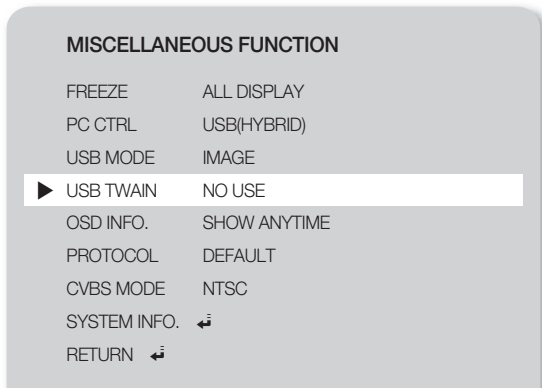 MISCELLANEOUS FUNCTION
FREEZE ALL DISPLAY
PC CTRL USB(HYBRID)
USB MODE IMAGE
USB TWAIN NO USE
OSD INFO. SHOW ANYTIME
PROTOCOL DEFAULT
CVBS MODE NTSC
SYSTEM INFO.
RETURN